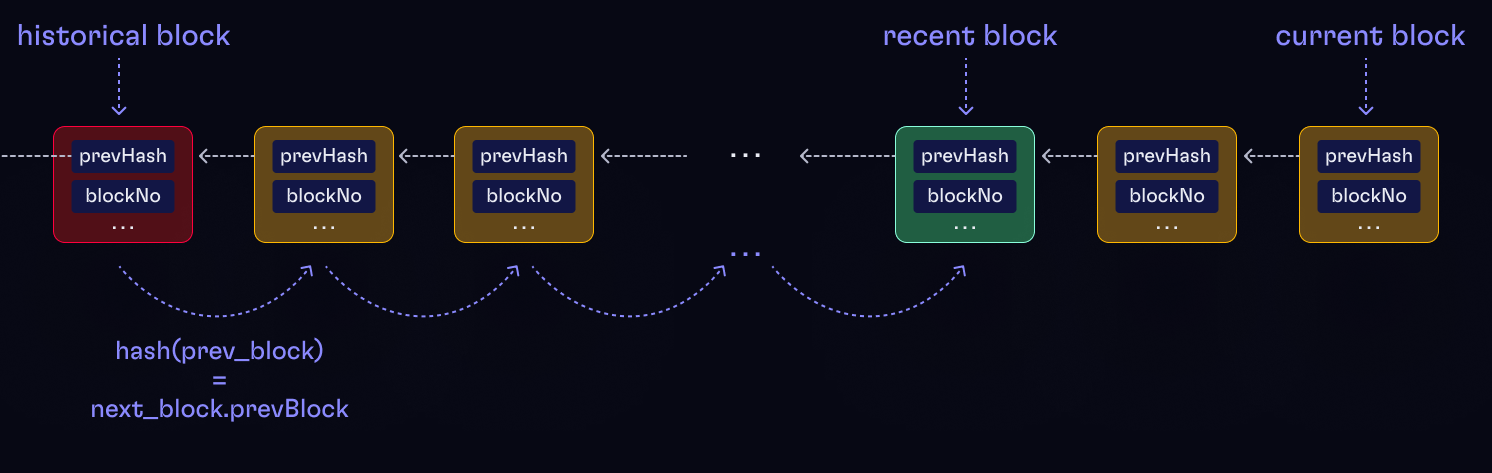 historical block
recent block
current block
prevHash
prevHash
prevHash
...
prevHash
prevHash
prevHash
blockNo
blockNo
blockNo
blockNo
blockNo
blockNo
...
...
...
...
...
...
...
hash(prev_block)
=
next_block.prevBlock